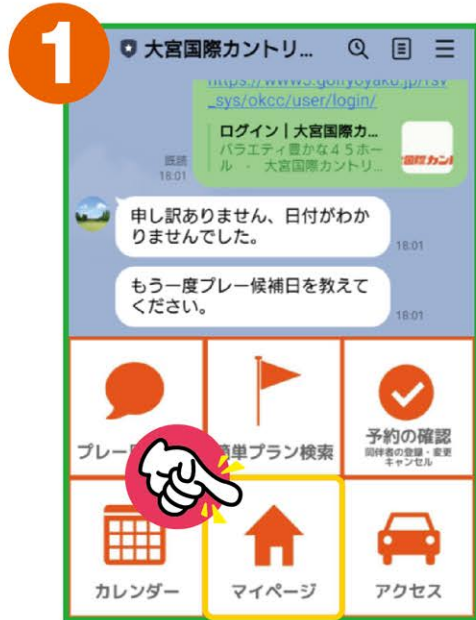 1
大宮国際カントリ...
_sys/okcc/user/login/
ログイン | 大宮国際カ...
バラエティ豊かな45ホー
ル ・ 大宮国際カントリ...
既読
18:01
申し訳ありません、日付がわか
りませんでした。
18:01
もう一度プレー候補日を教えて
ください。
18:01
プレー
簡単プラン検索
予約の確認
同伴者の登録・変更
キャンセル
カレンダー
マイページ
アクセス